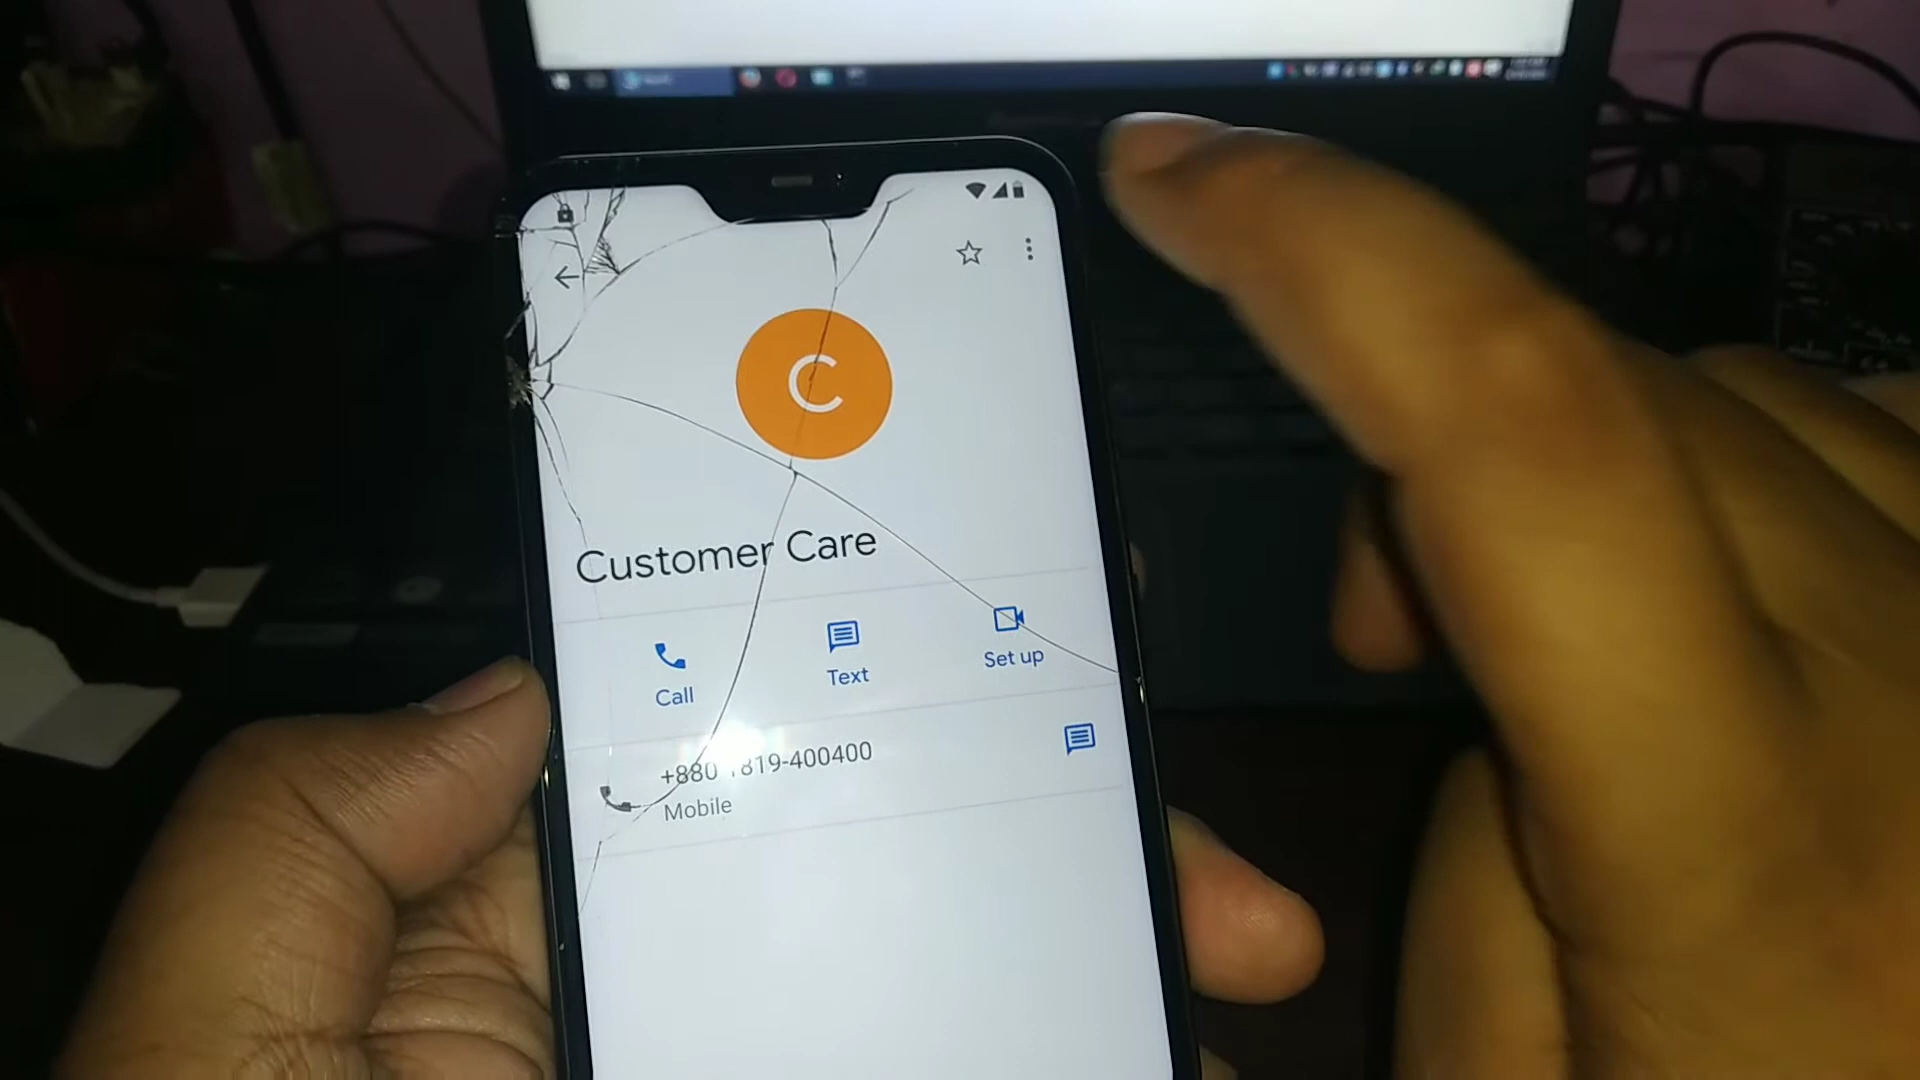 C
Customer Care
Call
Text
Set up
+880 1819-400400
Mobile